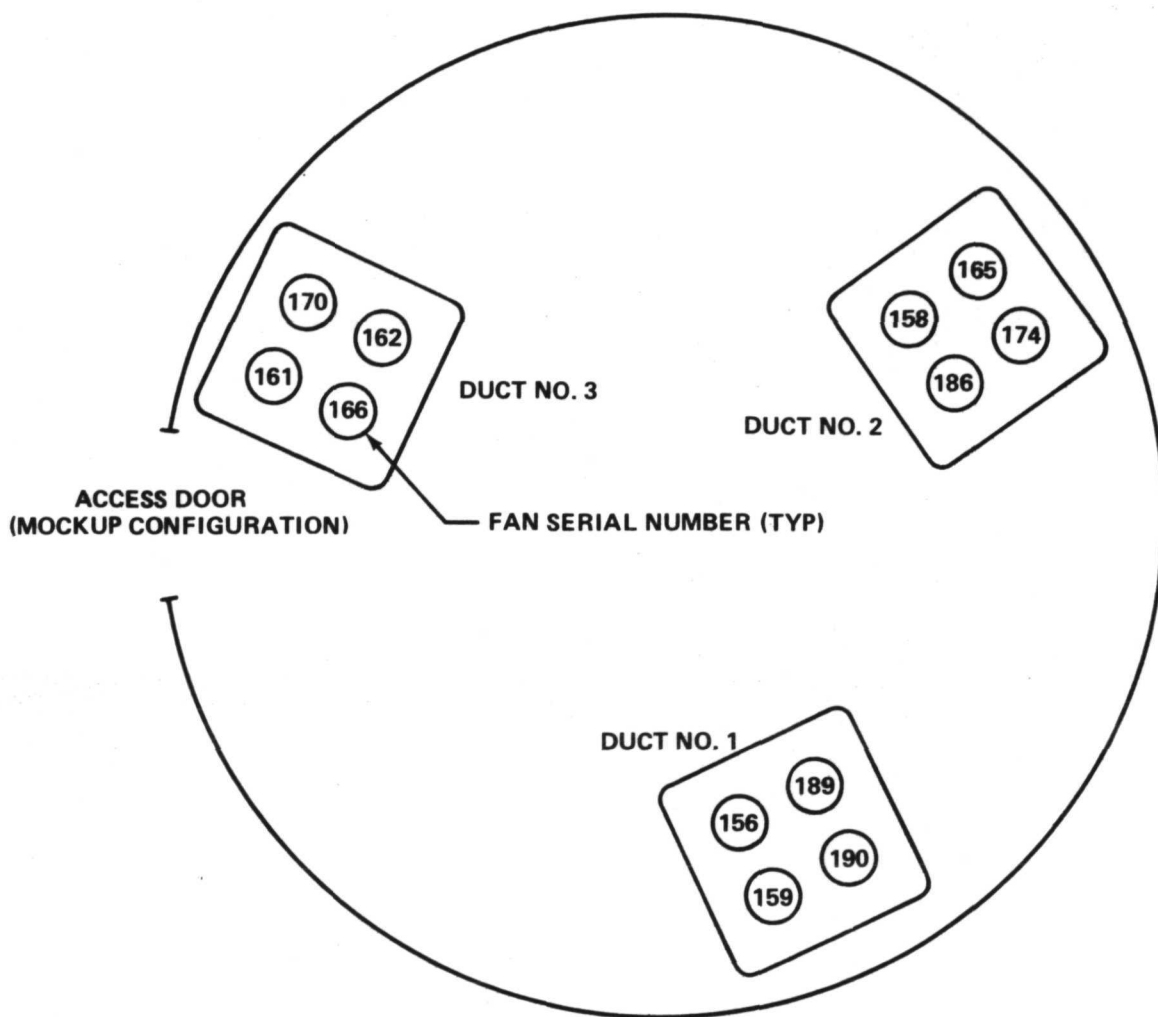 165
170
158
162
174
161
186
166
DUCT NO. 3
DUCT NO. 2
ACCESS DOOR
(MOCKUP CONFIGURATION)
FAN SERIAL NUMBER (TYP)
DUCT NO. 1
189
156
190
159